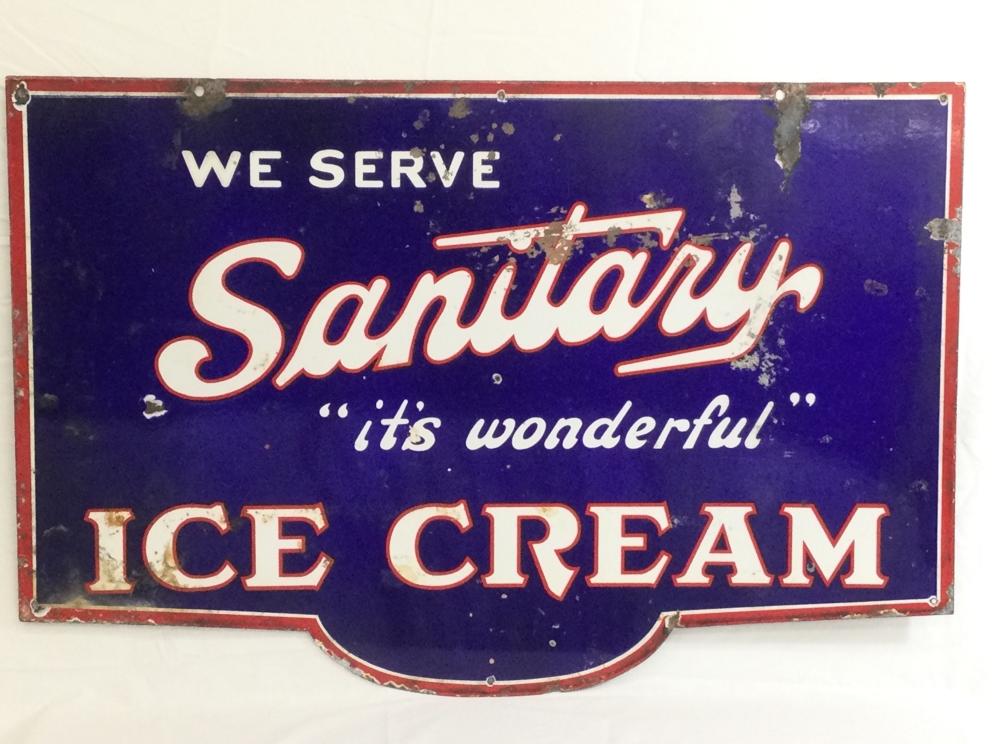 WE SERVE
Sanitary
“it's wonderful”
ICE CREAM